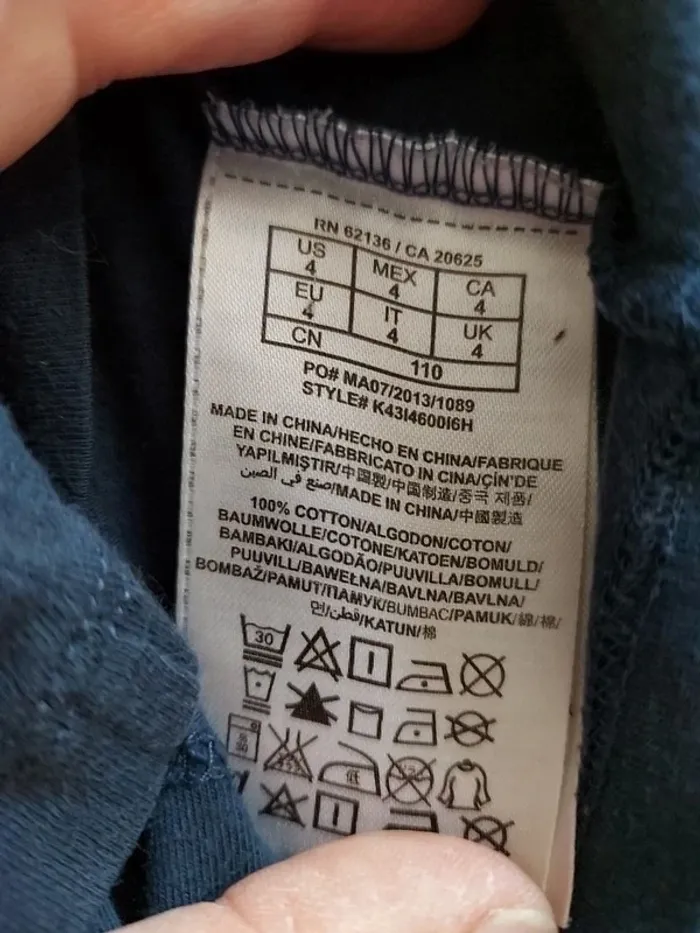 RN 62136 / CA 20625
US MEX CA
4 4 4
EU IT UK
4 4 4
CN 110
PO# MA07/2013/1089
STYLE# K43I4600I6H
MADE IN CHINA/HECHO EN CHINA/FABRIQUE
EN CHINE/FABBRICATO IN CINA/ÇİN'DE
YAPILMIŞTIR/中国製/中国制造/중국 제품/
صنع في الصين/MADE IN CHINA/中國製造
100% COTTON/ALGODON/COTON/
BAUMWOLLE/COTONE/KATOEN/BOMULD/
BAMBAKI/ALGODÃO/PUUVILLA/BOMULL/
PUUVILL/BAWEŁNA/BAVLNA/BAVLNA/
BOMBAŽ/PAMUT/ПАМУК/BUMBAC/PAMUK/綿/棉/
면/قطن/KATUN/棉
30
30
低